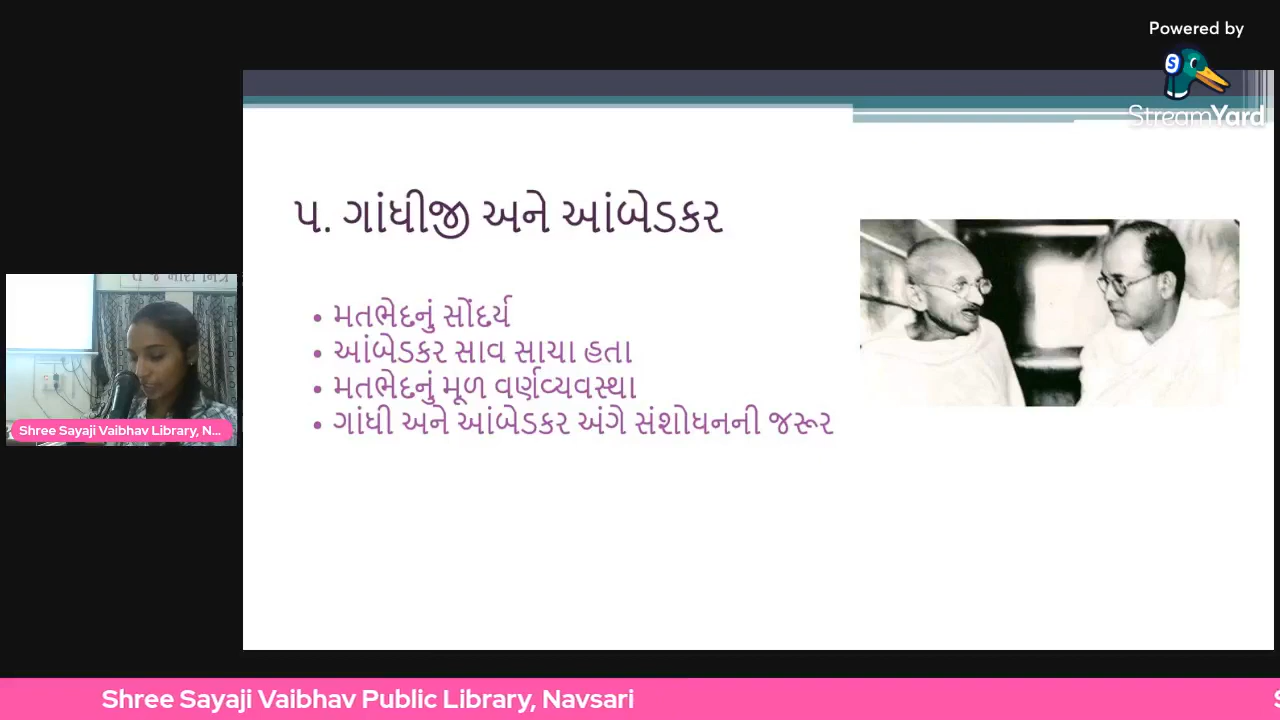 Powered by
StreamYard
૫. ગાંધીજી અને આંબેડકર
• મતભેદનું સોંદર્ય
• આંબેડકર સાવ સાચા હતા
• મતભેદનું મૂળ વર્ણવ્યવસ્થા
• ગાંધી અને આંબેડકર અંગે સંશોધનની જરૂર
Shree Sayaji Vaibhav Library, N...
Shree Sayaji Vaibhav Public Library, Navsari